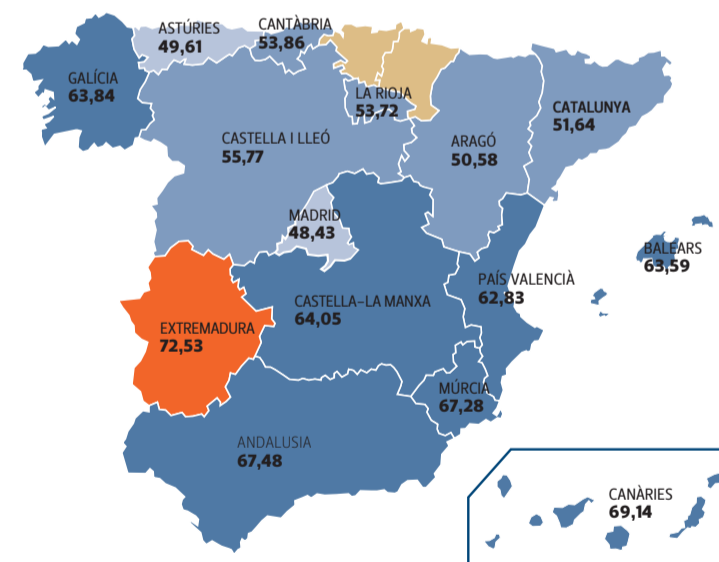 ASTÚRIES
49,61
CANTÀBRIA
53,86
GALÍCIA
63,84
LA RIOJA
53,72
CATALUNYA
51,64
CASTELLA I LLEÓ
55,77
ARAGÓ
50,58
MADRID
48,43
BALEARS
63,59
PAÍS VALENCIÀ
62,83
CASTELLA-LA MANXA
64,05
EXTREMADURA
72,53
MÚRCIA
67,28
ANDALUSIA
67,48
CANÀRIES
69,14